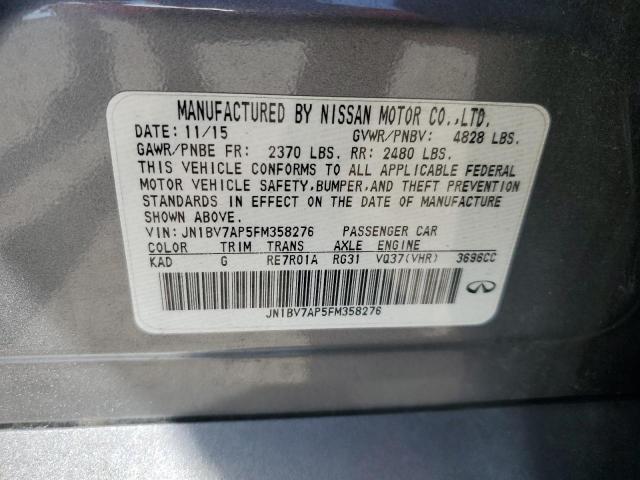 MANUFACTURED BY NISSAN MOTOR CO.,LTD.
DATE: 11/15 GVWR/PNBV: 4828 LBS.
GAWR/PNBE FR: 2370 LBS. RR: 2480 LBS.
THIS VEHICLE CONFORMS TO ALL APPLICABLE FEDERAL
MOTOR VEHICLE SAFETY,BUMPER,AND THEFT PREVENTION
STANDARDS IN EFFECT ON THE DATE OF MANUFACTURE
SHOWN ABOVE.
VIN: JN1BV7AP5FM358276 PASSENGER CAR
COLOR TRIM TRANS AXLE ENGINE
KAD G RE7R01A RG31 VQ37(VHR) 3696CC
JN1BV7AP5FM358276